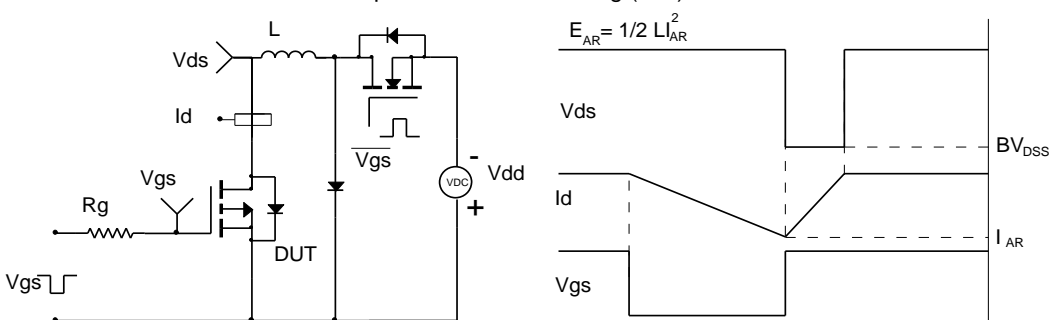 L
Vds
Id
Vgs
Rg
DUT
Vgs
Vgs
VDC
-
+
Vdd
E_AR= 1/2 LI_AR^2
Vds
BV_DSS
Id
I_AR
Vgs